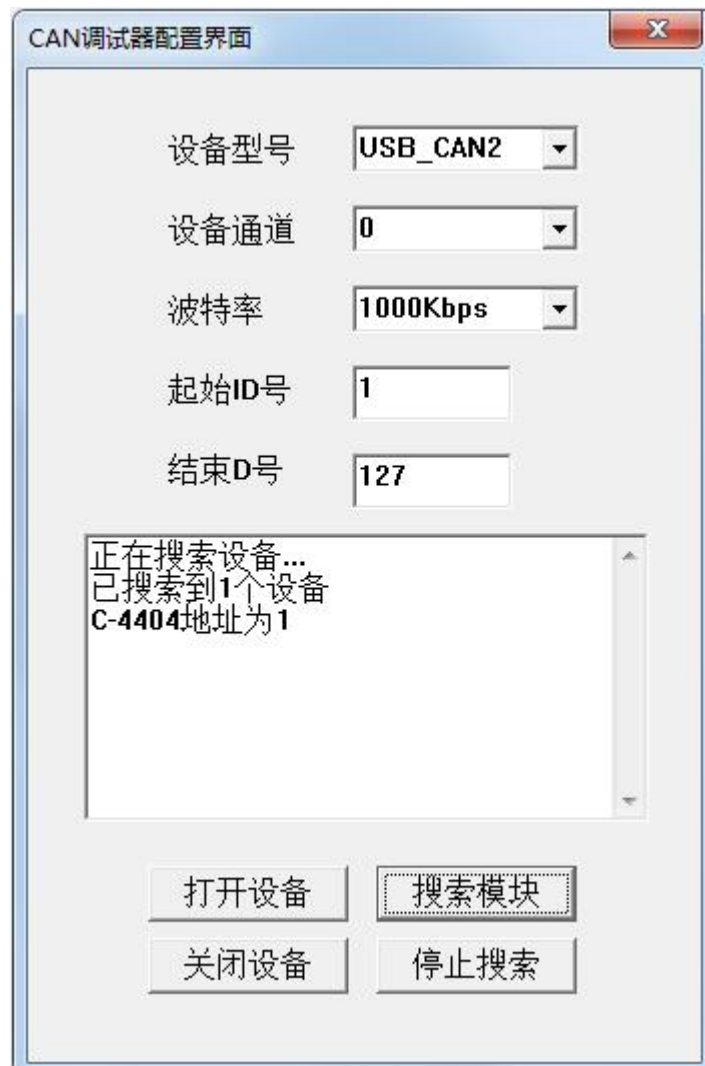 CAN调试器配置界面
设备型号 USB_CAN2
设备通道 0
波特率 1000Kbps
起始ID号 1
结束D号 127
正在搜索设备...
已搜索到1个设备
C-4404地址为1
打开设备 搜索模块
关闭设备 停止搜索